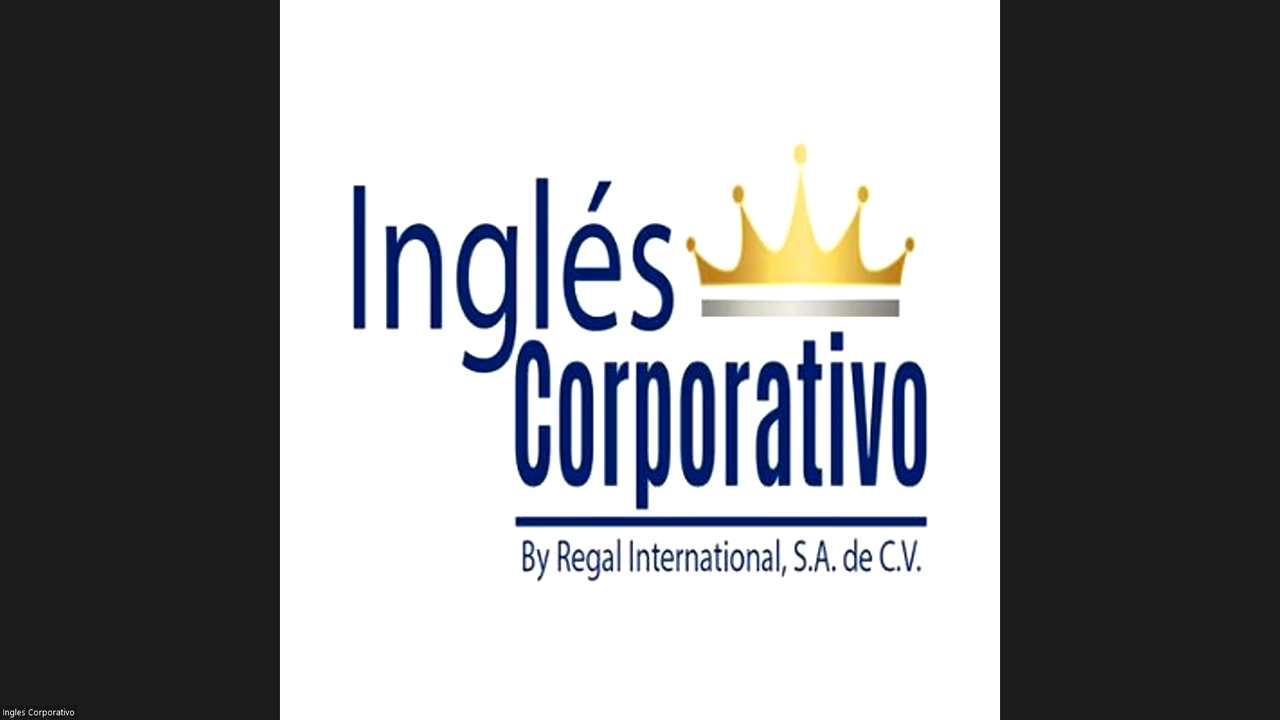 Inglés
Corporativo
By Regal International, S.A. de C.V.
Ingles Corporativo